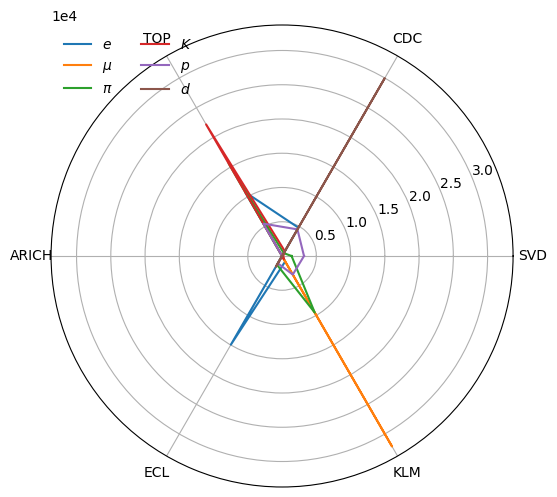 1e4
e K
μ p
π d
TOP
CDC
3.0
2.5
2.0
1.5
1.0
0.5
ARICH
SVD
ECL
KLM